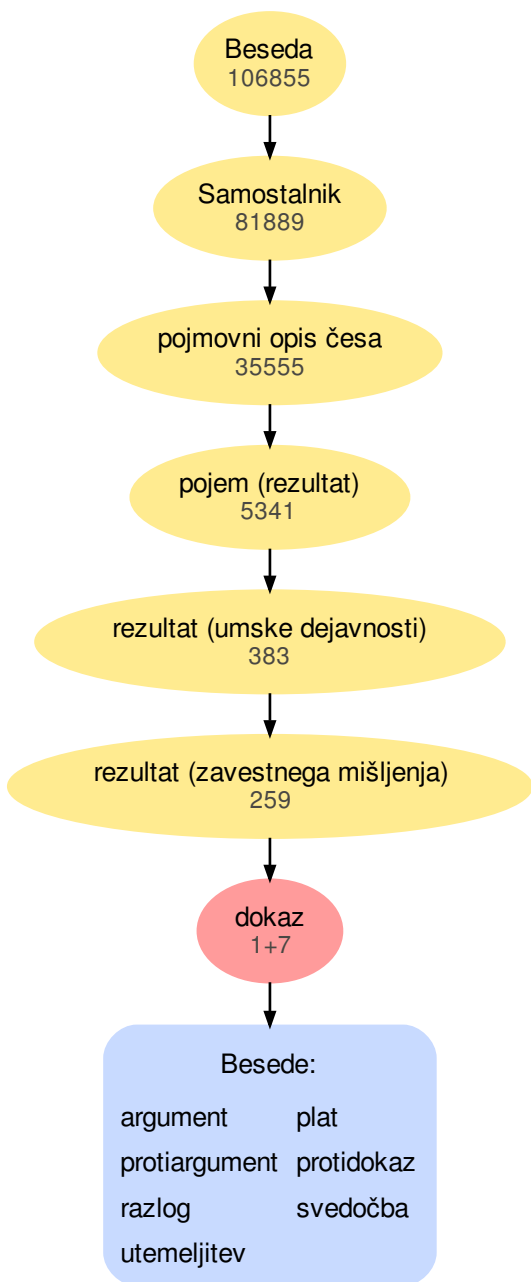 Beseda
106855
Samostalnik
81889
pojmovni opis česa
35555
pojem (rezultat)
5341
rezultat (umske dejavnosti)
383
rezultat (zavestnega mišljenja)
259
dokaz
1+7
Besede:
argument plat
protiargument protidokaz
razlog svedočba
utemeljitev